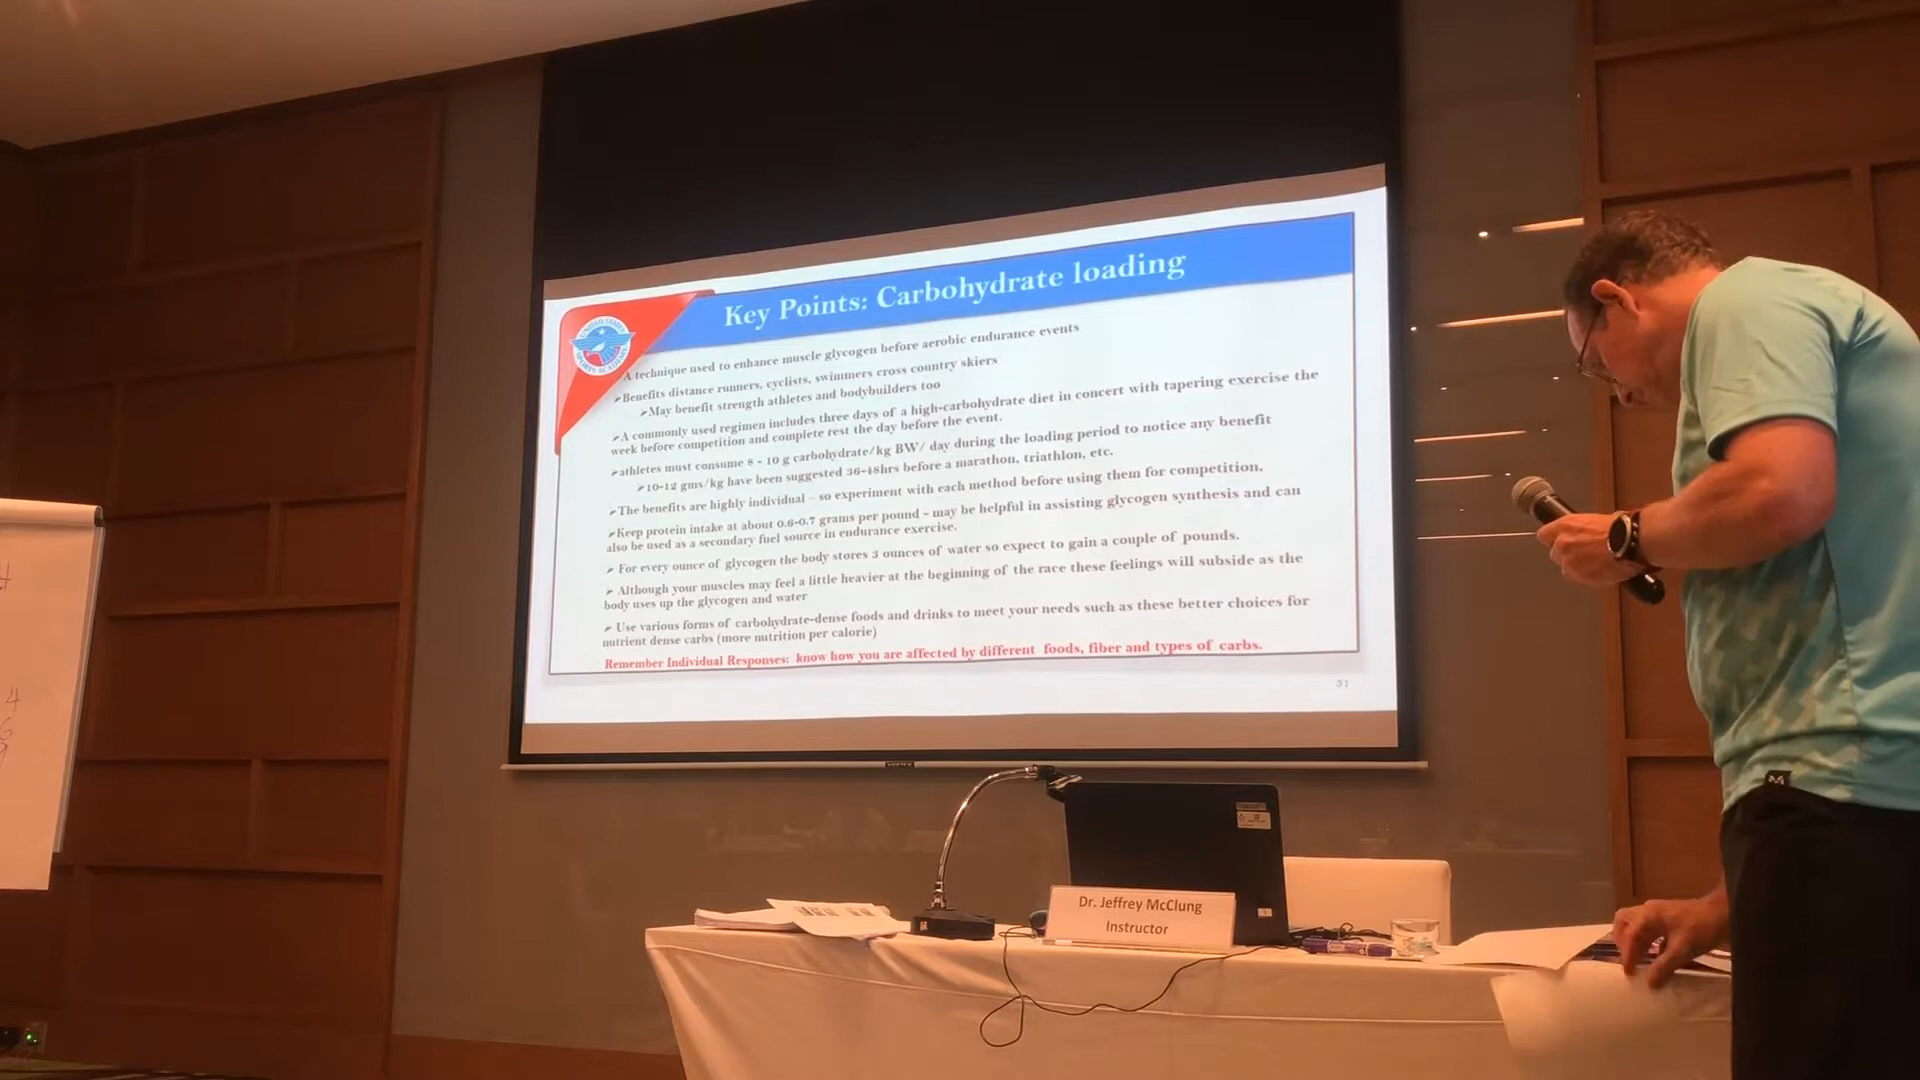 Key Points: Carbohydrate loading
UNITED STATES
SPORTS ACADEMY
A technique used to enhance muscle glycogen before aerobic endurance events
➢Benefits distance runners, cyclists, swimmers cross country skiers
➢May benefit strength athletes and bodybuilders too
➢A commonly used regimen includes three days of a high-carbohydrate diet in concert with tapering exercise the
week before competition and complete rest the day before the event.
➢athletes must consume 8 - 10 g carbohydrate/kg BW/ day during the loading period to notice any benefit
➢10-12 gms/kg have been suggested 36-48hrs before a marathon, triathlon, etc.
➢The benefits are highly individual – so experiment with each method before using them for competition.
➢Keep protein intake at about 0.6-0.7 grams per pound - may be helpful in assisting glycogen synthesis and can
also be used as a secondary fuel source in endurance exercise.
➢ For every ounce of glycogen the body stores 3 ounces of water so expect to gain a couple of pounds.
➢ Although your muscles may feel a little heavier at the beginning of the race these feelings will subside as the
body uses up the glycogen and water
➢ Use various forms of carbohydrate-dense foods and drinks to meet your needs such as these better choices for
nutrient dense carbs (more nutrition per calorie)
Remember Individual Responses: know how you are affected by different foods, fiber and types of carbs.
51
4
6
9
VERTEX
Dr. Jeffrey McClung
Instructor